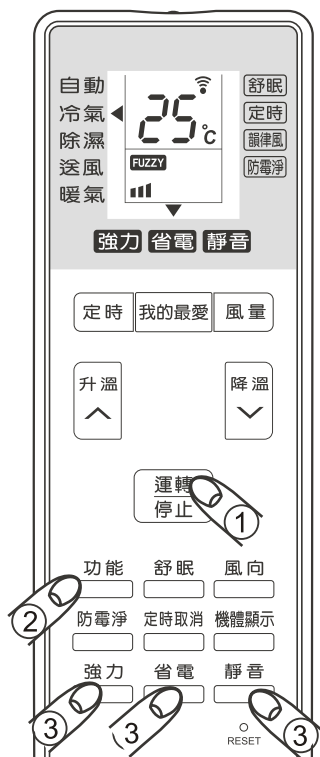 自動
冷氣
除濕
送風
暖氣
25°C
FUZZY
舒眠
定時
韻律風
防霉淨
強力 省電 靜音
定時 我的最愛 風量
升溫 降溫
運轉
停止
①
功能 舒眠 風向
②
防霉淨 定時取消 機體顯示
強力 省電 靜音
③ ③ ③
RESET